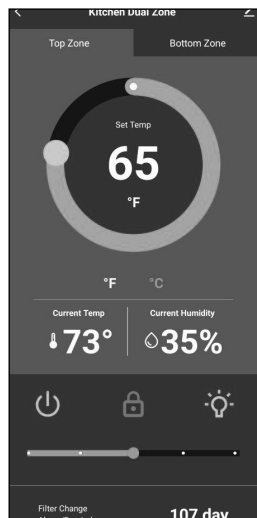 Kitchen Dual Zone
Top Zone
Bottom Zone
Set Temp
65
°F
°F °C
Current Temp
73°
Current Humidity
35%
Filter Change
107 day